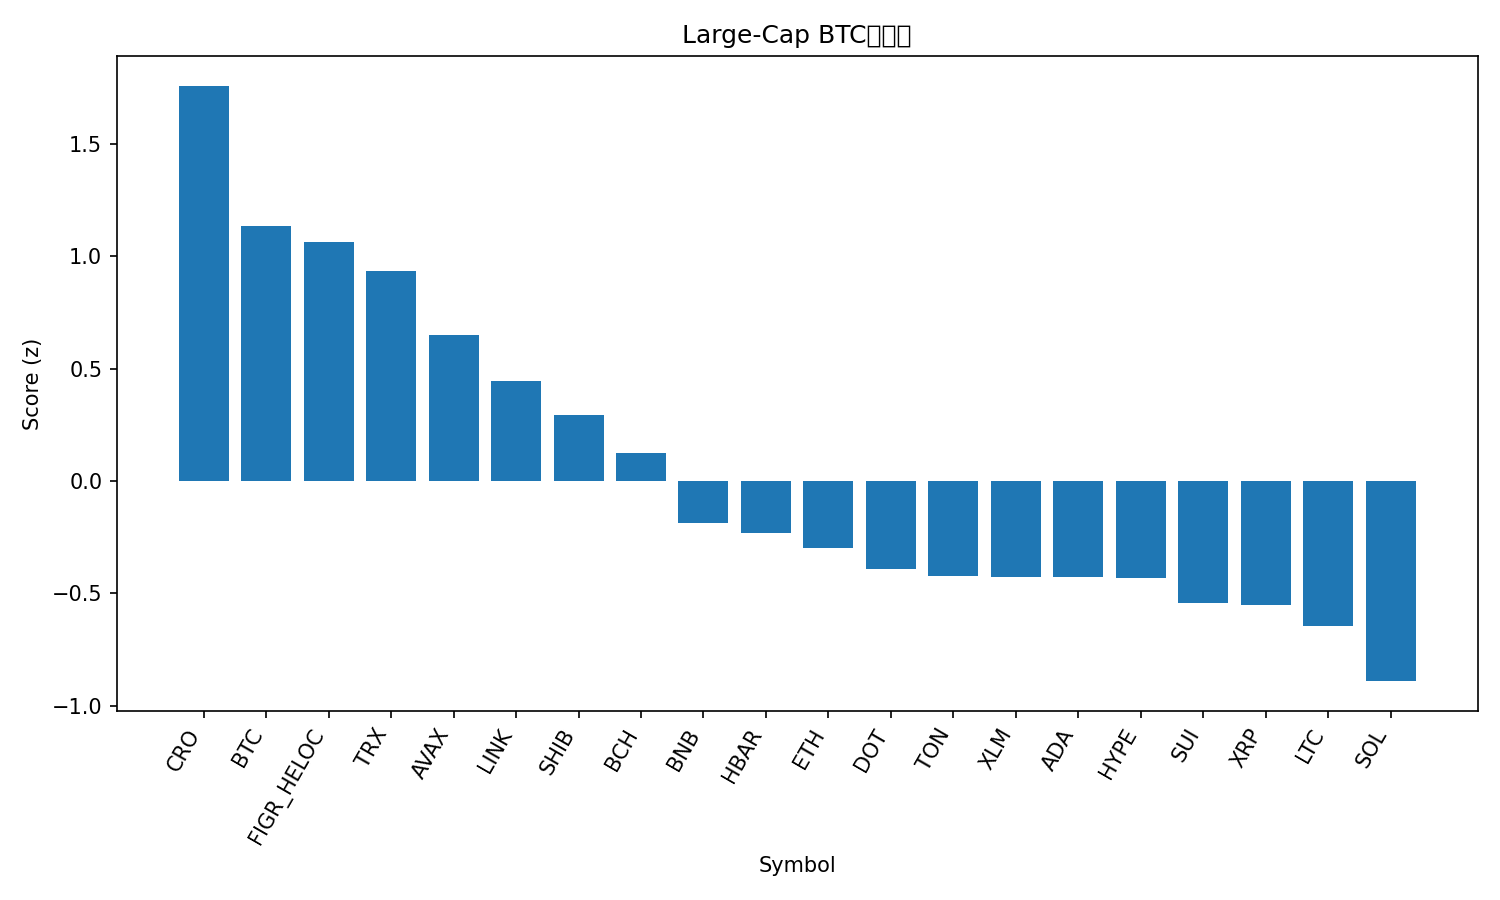 Large-Cap BTC
Score (z)
1.5
1.0
0.5
0.0
−0.5
−1.0
CRO
BTC
FIGR_HELOC
TRX
AVAX
LINK
SHIB
BCH
BNB
HBAR
ETH
DOT
TON
XLM
ADA
HYPE
SUI
XRP
LTC
SOL
Symbol